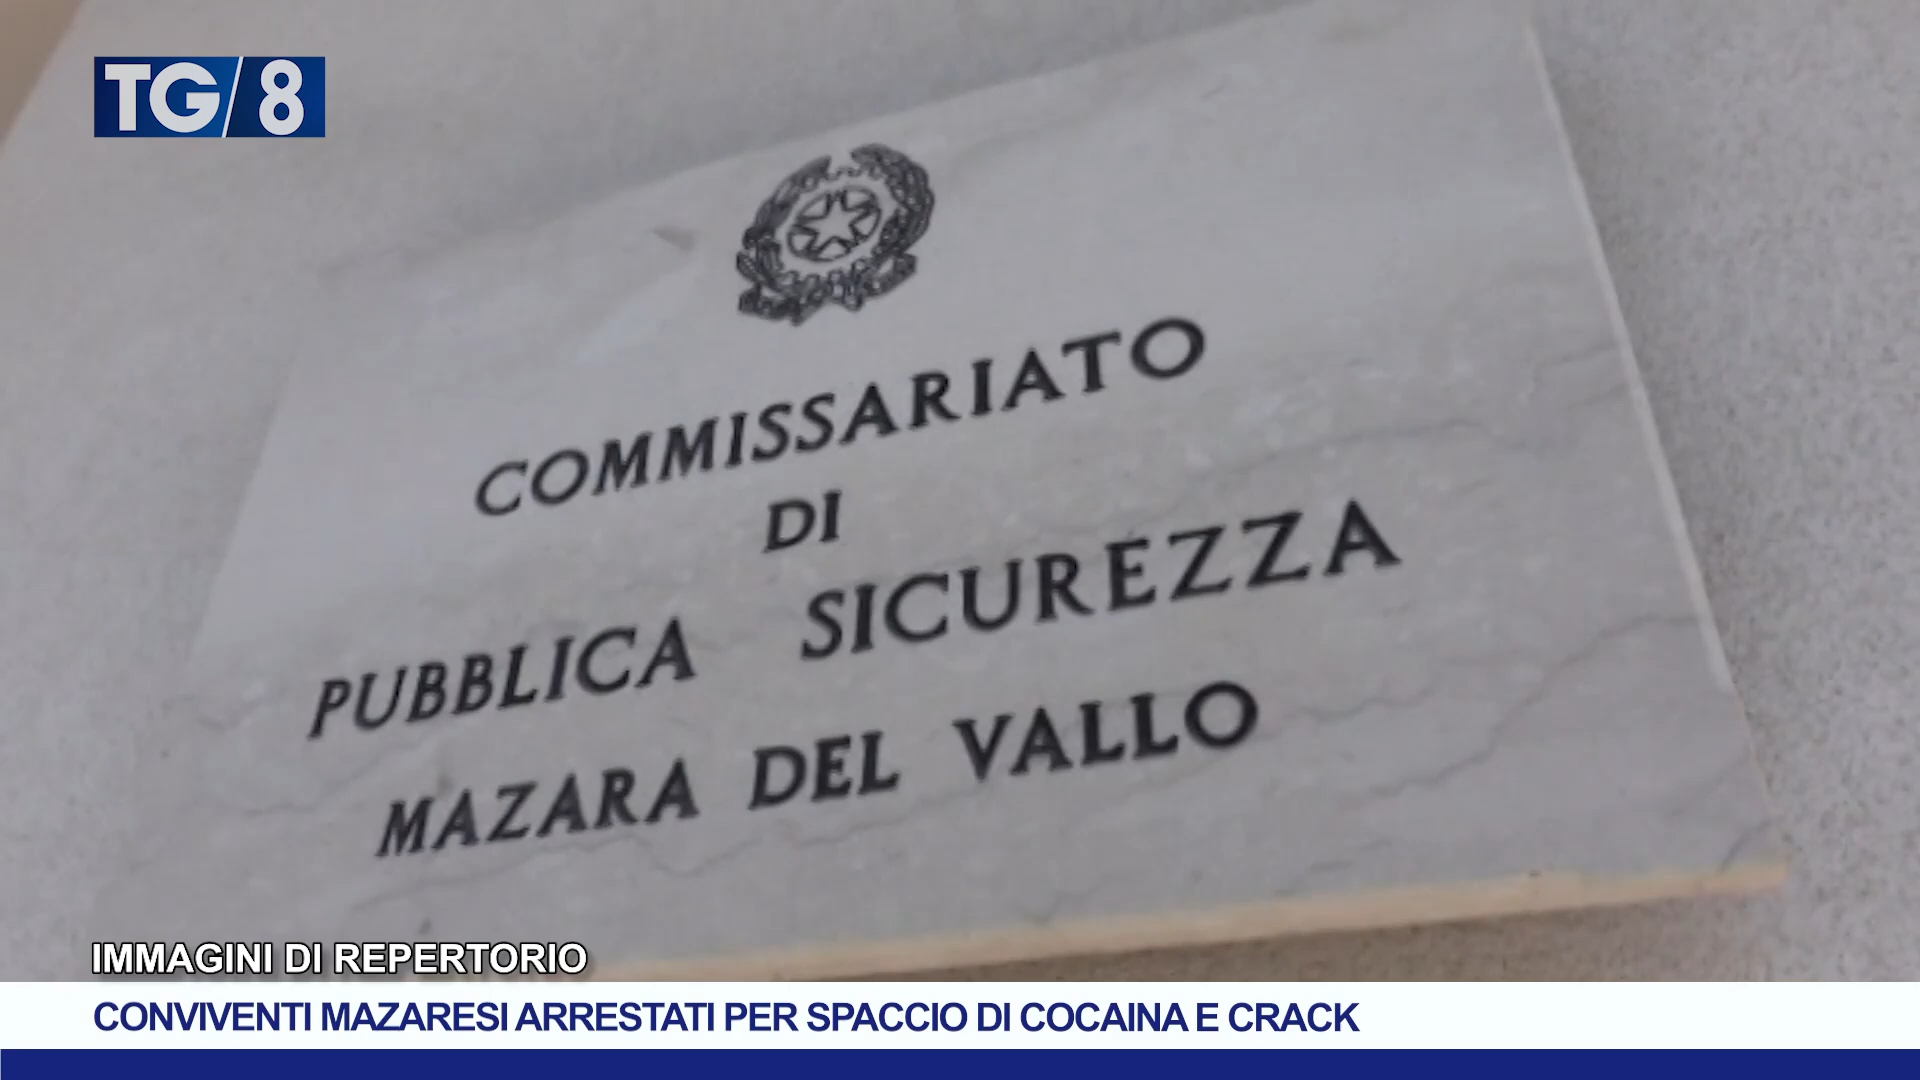 TG/8
COMMISSARIATO
DI
PUBBLICA SICUREZZA
MAZARA DEL VALLO
IMMAGINI DI REPERTORIO
CONVIVENTI MAZARESI ARRESTATI PER SPACCIO DI COCAINA E CRACK